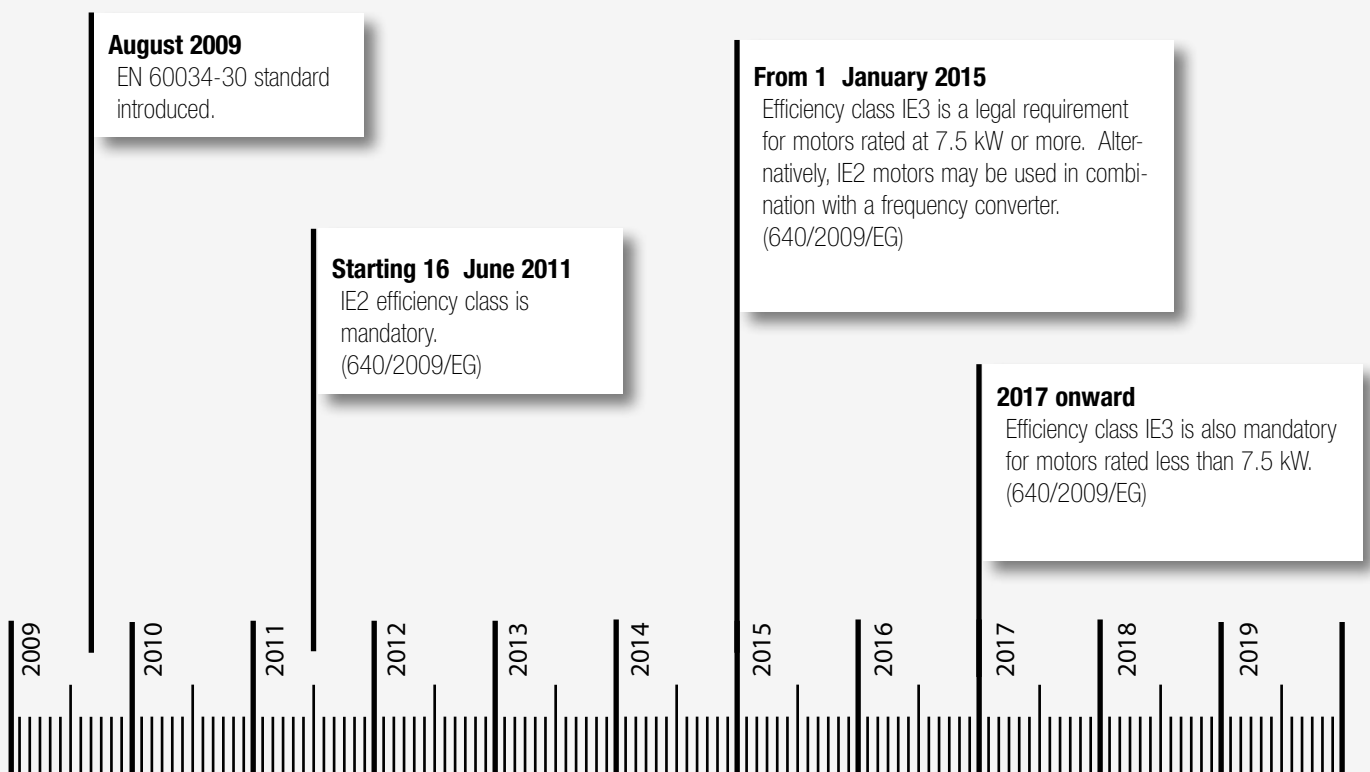 August 2009
EN 60034-30 standard
introduced.
From 1 January 2015
Efficiency class IE3 is a legal requirement
for motors rated at 7.5 kW or more. Alter-
natively, IE2 motors may be used in combi-
nation with a frequency converter.
(640/2009/EG)
Starting 16 June 2011
IE2 efficiency class is
mandatory.
(640/2009/EG)
2017 onward
Efficiency class IE3 is also mandatory
for motors rated less than 7.5 kW.
(640/2009/EG)
2009
2010
2011
2012
2013
2014
2015
2016
2017
2018
2019